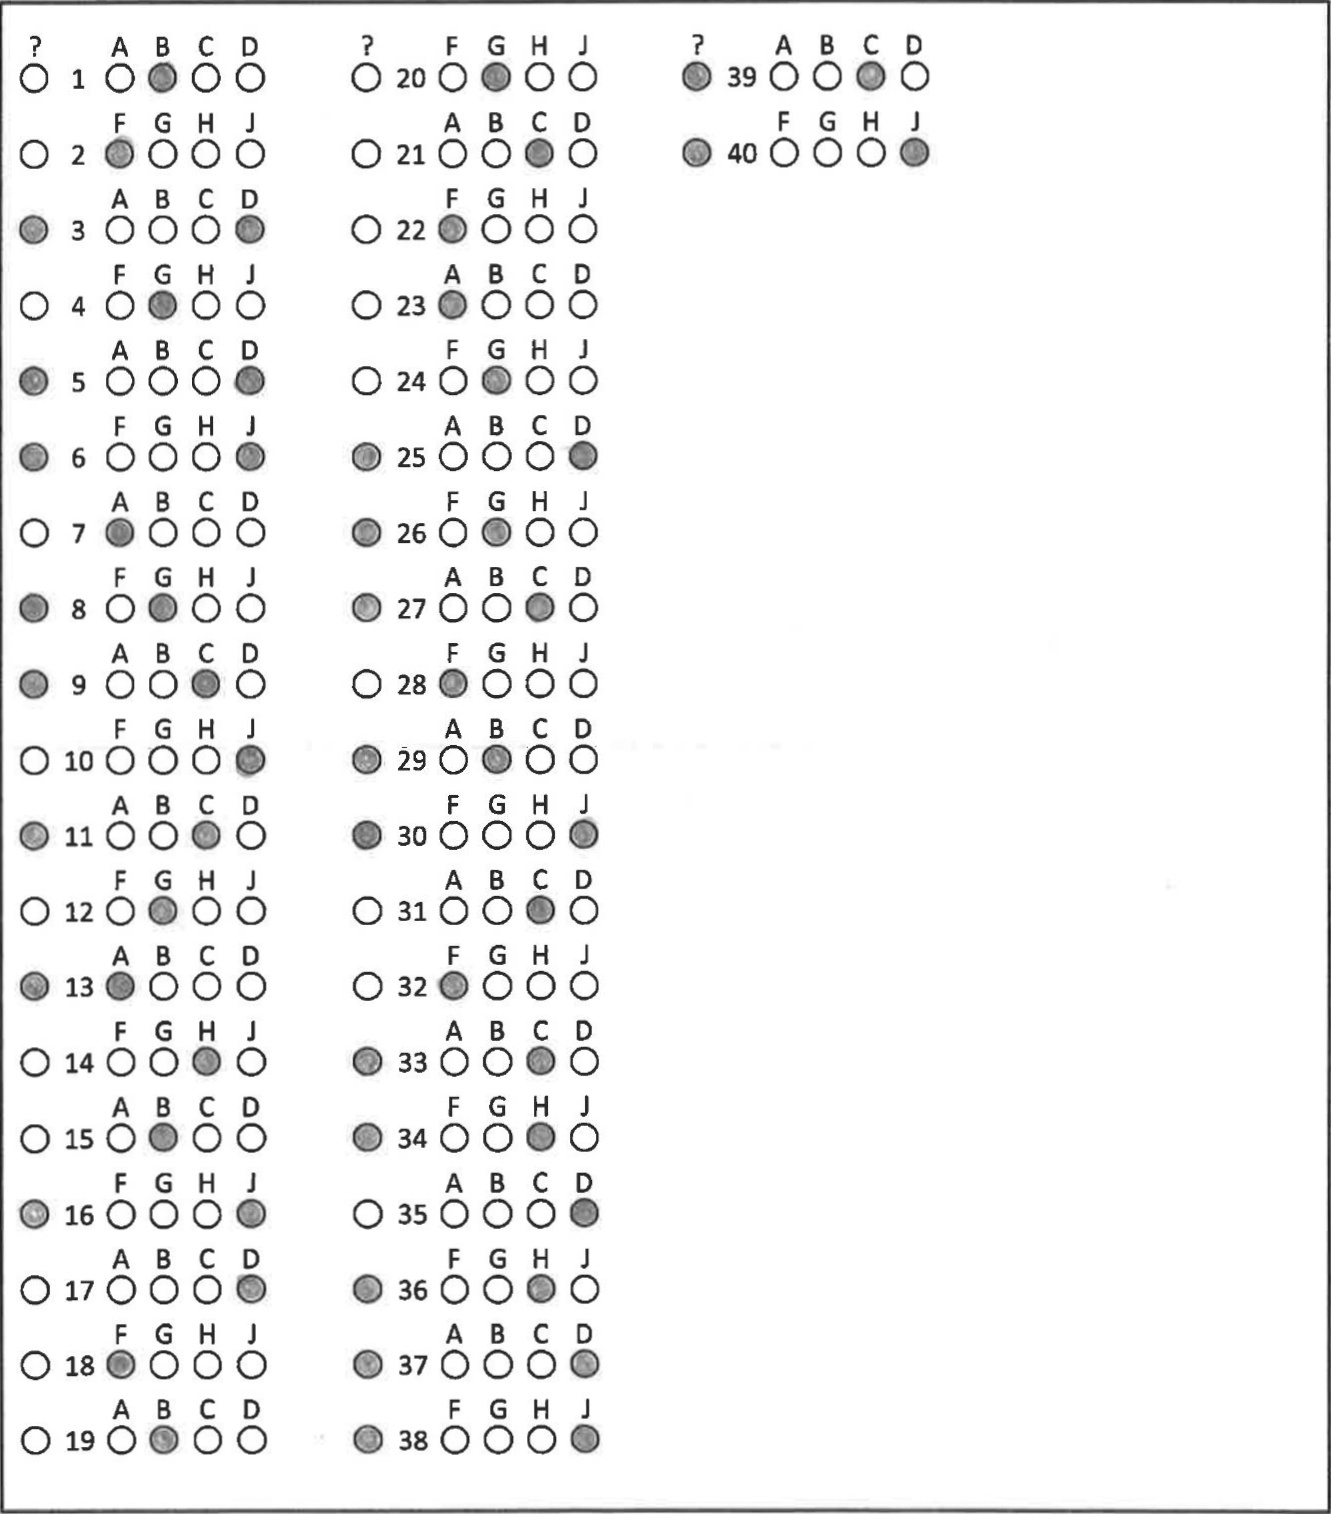 ? A B C D
1
F G H J
2
A B C D
3
F G H J
4
A B C D
5
F G H J
6
A B C D
7
F G H J
8
A B C D
9
F G H J
10
A B C D
11
F G H J
12
A B C D
13
F G H J
14
A B C D
15
F G H J
16
A B C D
17
F G H J
18
A B C D
19
? F G H J
20
A B C D
21
F G H J
22
A B C D
23
F G H J
24
A B C D
25
F G H J
26
A B C D
27
F G H J
28
A B C D
29
F G H J
30
A B C D
31
F G H J
32
A B C D
33
F G H J
34
A B C D
35
F G H J
36
A B C D
37
F G H J
38
? A B C D
39
F G H J
40